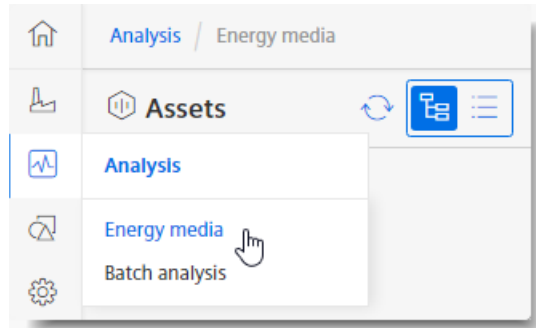 Analysis / Energy media
Assets
Analysis
Energy media
Batch analysis